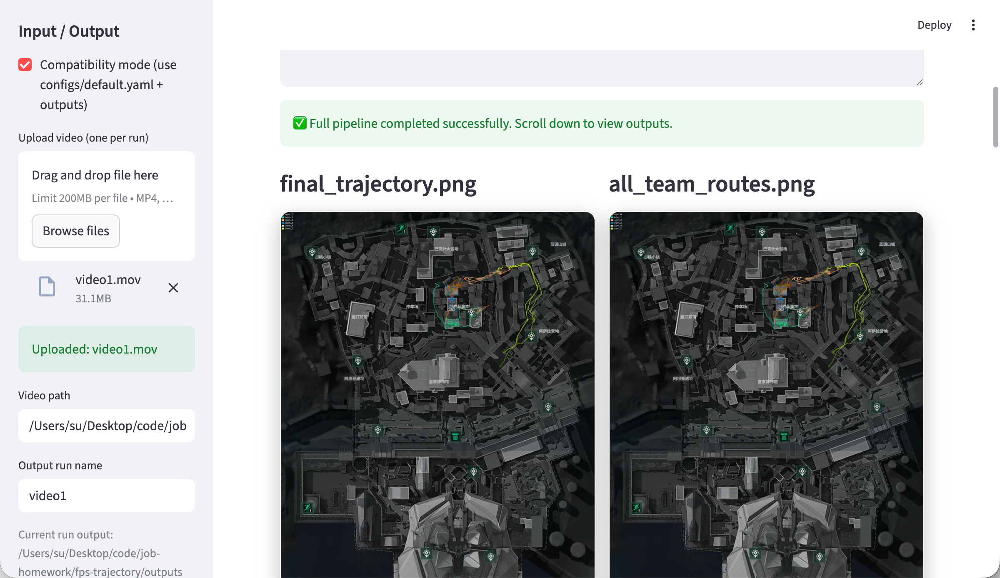 Input / Output
Compatibility mode (use
configs/default.yaml +
outputs)
Upload video (one per run)
Drag and drop file here
Limit 200MB per file • MP4, …
Browse files
video1.mov
31.1MB
Uploaded: video1.mov
Video path
/Users/su/Desktop/code/job-
Output run name
video1
Current run output:
/Users/su/Desktop/code/job-
homework/fps-trajectory/outputs
Deploy
✅ Full pipeline completed successfully. Scroll down to view outputs.
final_trajectory.png
team_0
team_1
team_2
team_3
team_4
team_5
蓝调山城
巴克什大浴场
桃小镇
停车场
克什集市
蓝汀旅馆
阿萨拉营地
阿坦亚遗址
皇家博物馆
all_team_routes.png
team_0
team_1
team_2
team_3
team_4
team_5
蓝调山城
巴克什大浴场
桃小镇
停车场
克什集市
蓝汀旅馆
阿萨拉营地
阿坦亚遗址
皇家博物馆